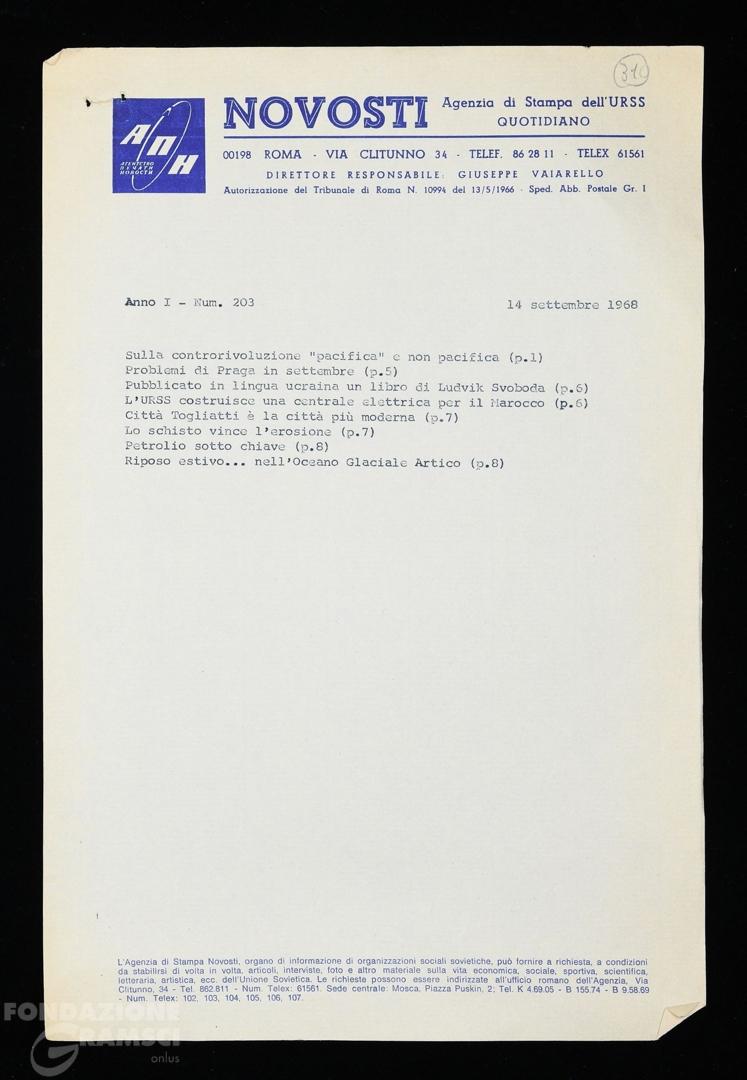 310
АПН
АГЕНТСТВО
ПЕЧАТИ
НОВОСТИ
NOVOSTI Agenzia di Stampa dell'URSS
QUOTIDIANO
00198 ROMA - VIA CLITUNNO 34 - TELEF. 86 28 11 - TELEX 61561
DIRETTORE RESPONSABILE: GIUSEPPE VAIARELLO
Autorizzazione del Tribunale di Roma N. 10994 del 13/5/1966 - Sped. Abb. Postale Gr. I
Anno I - Num. 203 14 settembre 1968
Sulla controrivoluzione "pacifica" e non pacifica (p.1)
Problemi di Praga in settembre (p.5)
Pubblicato in lingua ucraina un libro di Ludvik Svoboda (p.6)
L'URSS costruisce una centrale elettrica per il Marocco (p.6)
Città Togliatti è la città più moderna (p.7)
Lo schisto vince l'erosione (p.7)
Petrolio sotto chiave (p.8)
Riposo estivo... nell'Oceano Glaciale Artico (p.8)
L'Agenzia di Stampa Novosti, organo di informazione di organizzazioni sociali sovietiche, può fornire a richiesta, a condizioni
da stabilirsi di volta in volta, articoli, interviste, foto e altro materiale sulla vita economica, sociale, sportiva, scientifica,
letteraria, artistica, ecc. dell'Unione Sovietica. Le richieste possono essere indirizzate all'ufficio romano dell'Agenzia, Via
Clitunno, 34 - Tel. 862.811 - Num. Telex: 61561. Sede centrale: Mosca, Piazza Puskin, 2; Tel. K 4.69.05 - B 155.74 - B 9.58.69
- Num. Telex: 102, 103, 104, 105, 106, 107.
FONDAZIONE
GRAMSCI
onlus